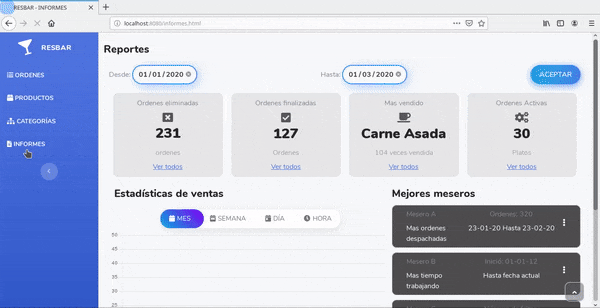 RESBAR - INFORMES
localhost:8080/informes.html
RESBAR
ORDENES
PRODUCTOS
CATEGORÍAS
INFORMES
Reportes
Desde: 01/01/2020
Hasta: 01/03/2020
ACEPTAR
Ordenes eliminadas
231
ordenes
Ver todos
Ordenes finalizadas
127
Ordenes
Ver todos
Mas vendido
Carne Asada
104 veces vendida
Ver todos
Ordenes Activas
30
Platos
Ver todos
Estadísticas de ventas
MES
SEMANA
DÍA
HORA
50
45
40
35
30
25
Mejores meseros
Mesero A
Ordenes: 320
Mas ordenes despachadas
23-01-20 Hasta 23-02-20
Mesero B
Inició: 01-01-12
Mas tiempo trabajando
Hasta fecha actual